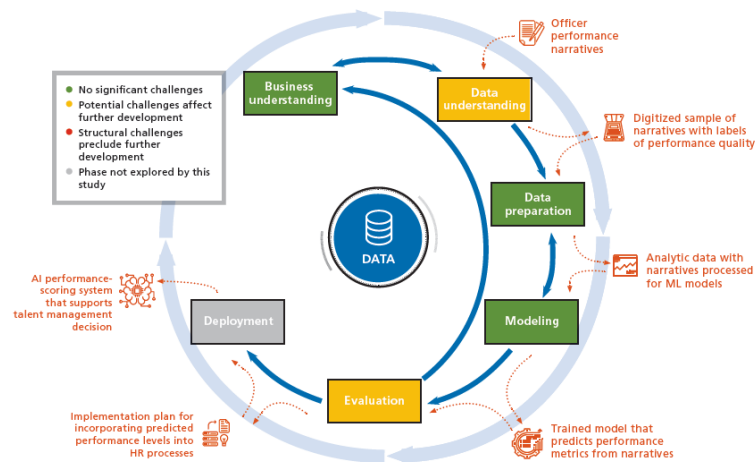 Officer
performance
narratives
No significant challenges
Potential challenges affect
further development
Structural challenges
preclude further
development
Phase not explored by this
study
Business
understanding
Data
understanding
Digitized sample of
narratives with labels
of performance quality
Data
preparation
DATA
Analytic data with
narratives processed
for ML models
AI performance-
scoring system
that supports
talent management
decision
Deployment
Modeling
Evaluation
Implementation plan for
incorporating predicted
performance levels into
HR processes
Trained model that
predicts performance
metrics from narratives